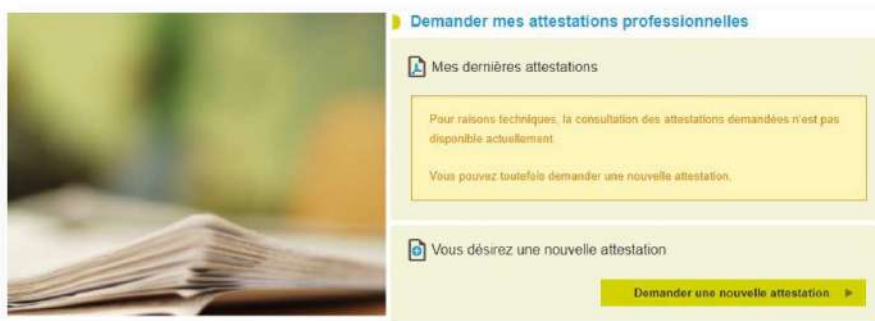 Demander mes attestations professionnelles
Mes dernières attestations
Pour raisons techniques, la consultation des attestations demandées n'est pas
disponible actuellement.
Vous pouvez toutefois demander une nouvelle attestation.
Vous désirez une nouvelle attestation
Demander une nouvelle attestation